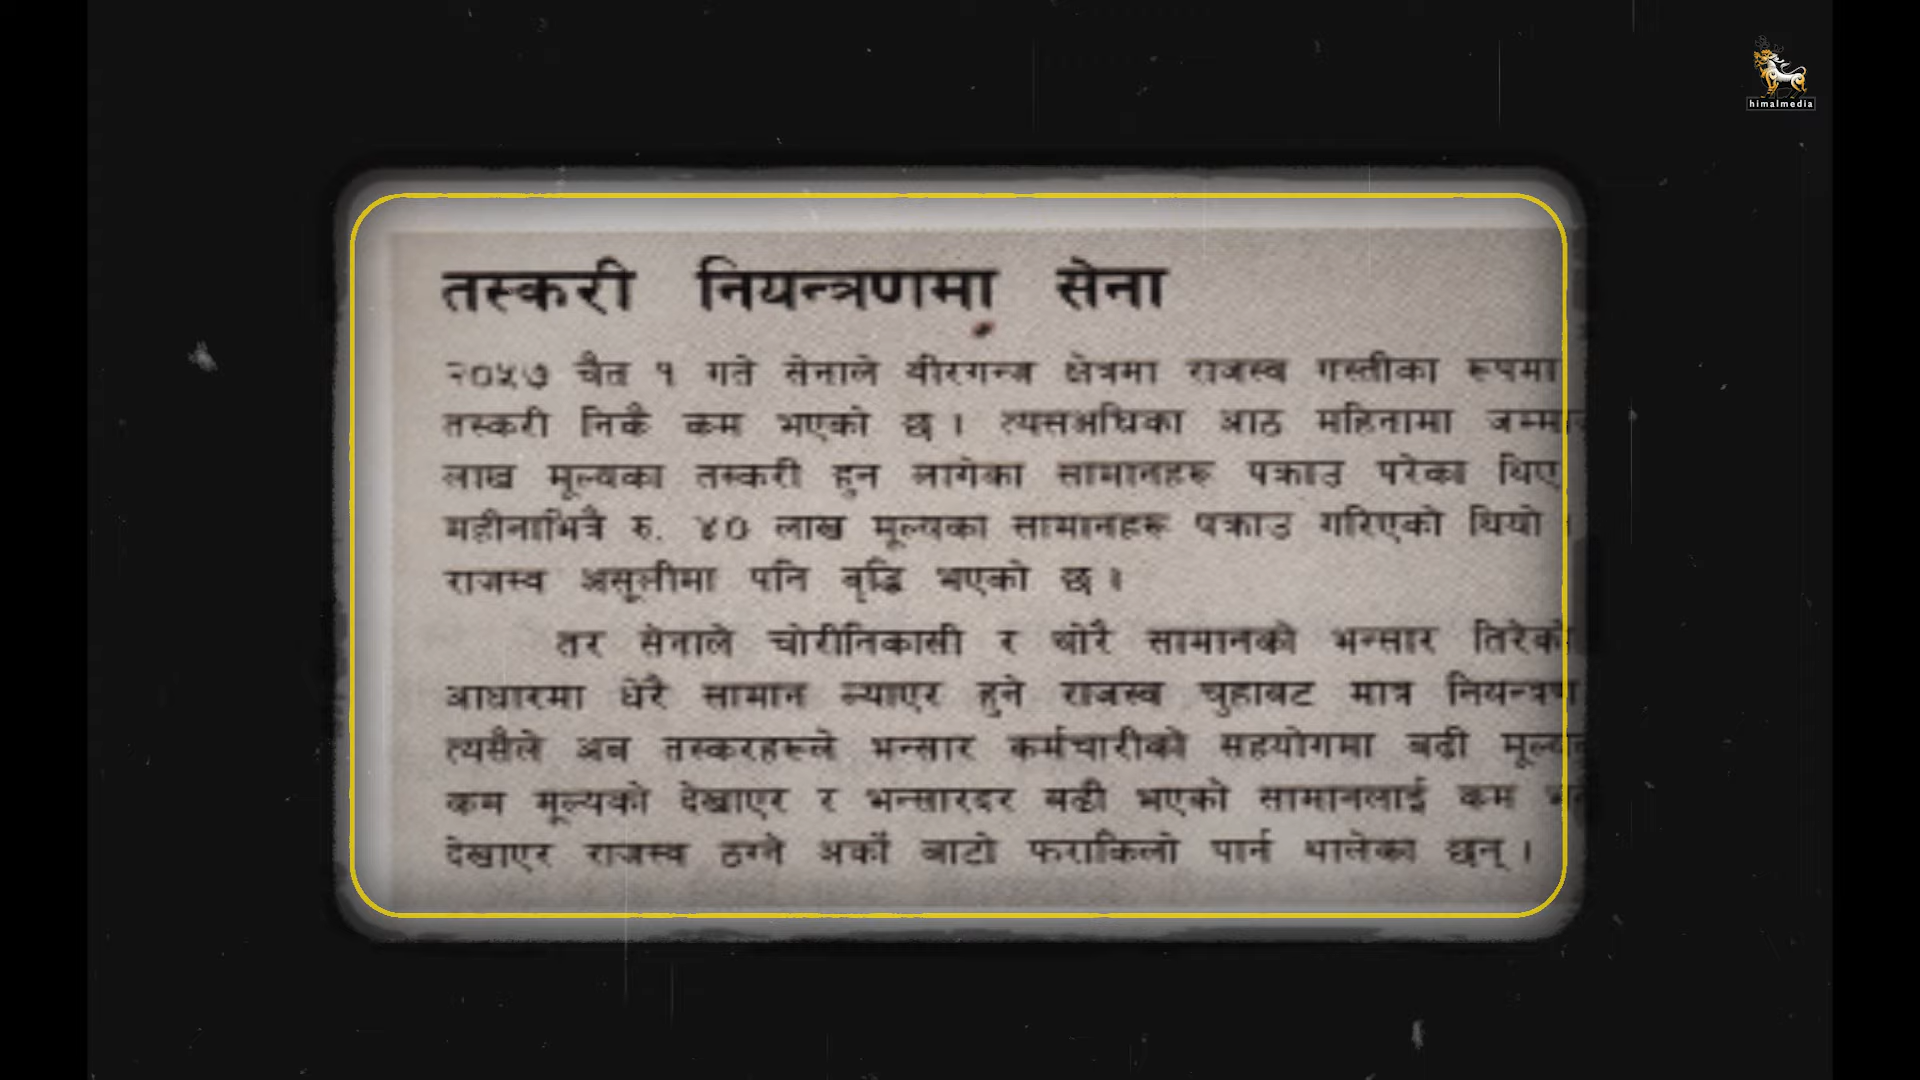 himalmedia
तस्करी नियन्त्रणमा सेना
२०५७ चैत १ गते सेनाले वीरगन्ज क्षेत्रमा राजस्व गस्तीका रूपमा
तस्करी निकै कम भएको छ । त्यसअघिका आठ महिनामा
लाख मूल्यका तस्करी हुन लागेका सामानहरू पक्राउ परेका थिए
महीनाभित्रै रु. ४० लाख मूल्यका सामानहरू पक्राउ गरिएको थियो ।
राजस्व असूलीमा पनि बृद्धि भएको छ ।
तर सेनाले चोरीनिकासी र थोरै सामानको भन्सार तिरेको
आधारमा धेरै सामान ल्याएर हुने राजस्व चुहावट मात्र नियन्त्रण
त्यसैले अब तस्करहरूले भन्सार कर्मचारीको सहयोगमा बढी
कम मूल्यको देखाएर र भन्सारदर बढी भएको सामानलाई कम
देखाएर राजस्व ठग्ने अर्को बाटो फराकिलो पार्न थालेका छन् ।